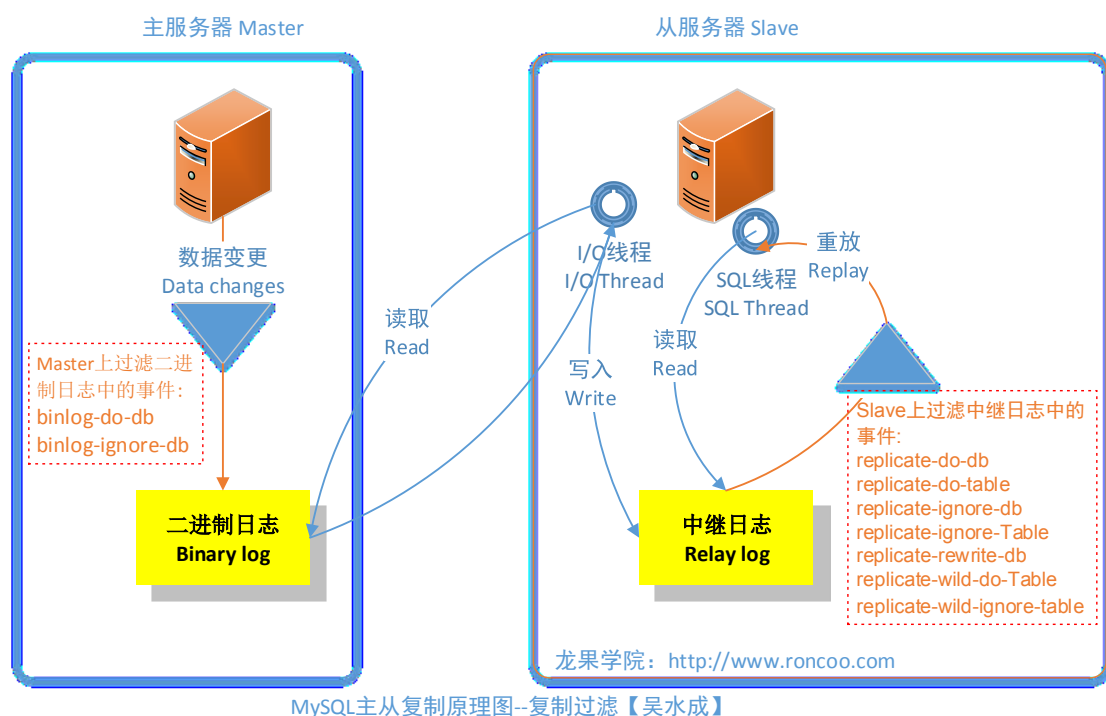 主服务器 Master
从服务器 Slave
数据变更
Data changes
Master上过滤二进
制日志中的事件:
binlog-do-db
binlog-ignore-db
二进制日志
Binary log
读取
Read
I/O线程
I/O Thread
写入
Write
SQL线程
SQL Thread
读取
Read
重放
Replay
Slave上过滤中继日志中的
事件:
replicate-do-db
replicate-do-table
replicate-ignore-db
replicate-ignore-Table
replicate-rewrite-db
replicate-wild-do-Table
replicate-wild-ignore-table
中继日志
Relay log
龙果学院：http://www.roncoo.com
MySQL主从复制原理图--复制过滤【吴水成】